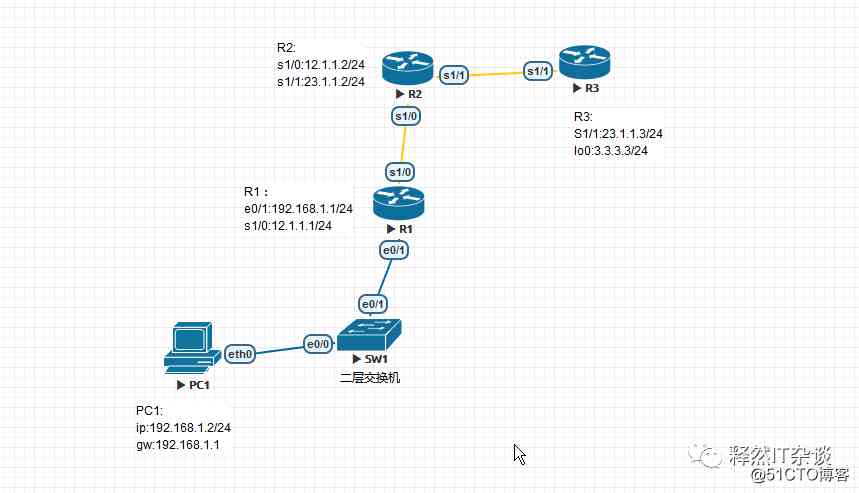 R2:
s1/0:12.1.1.2/24
s1/1:23.1.1.2/24
s1/1
s1/1
R2
R3
s1/0
R3:
S1/1:23.1.1.3/24
lo0:3.3.3.3/24
s1/0
R1：
e0/1:192.168.1.1/24
s1/0:12.1.1.1/24
R1
e0/1
e0/1
eth0
e0/0
SW1
二层交换机
PC1
PC1:
ip:192.168.1.2/24
gw:192.168.1.1
释然IT杂谈
@51CTO博客